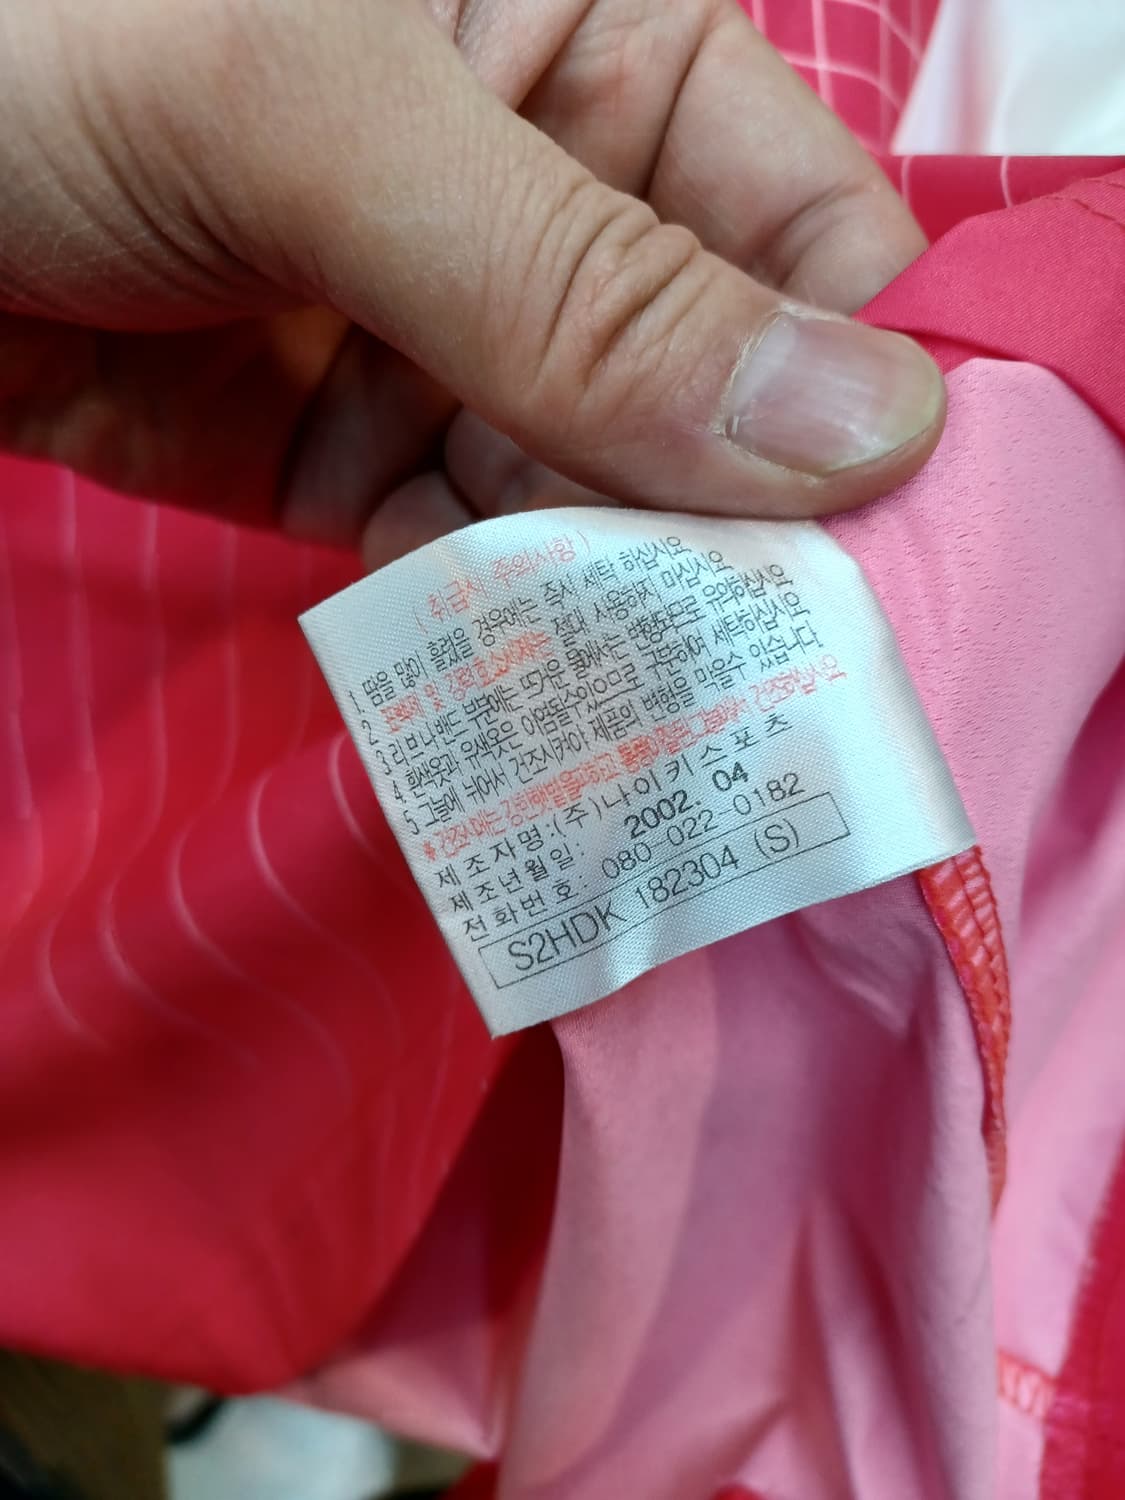 ( 취급시 주의사항 )
1. 땀을 많이 흘렸을 경우에는 즉시 세탁 하십시요
2 표백제 및 강력효소세제는 절대 사용하지 마십시요
3.리브나 밴드 부분에는 뜨거운 물에서는 변형되므로 유의하십시요
4. 흰색옷과 유색옷은 이염될수있으므로 구분하여 세탁하십시요
5 그늘에 뉘어서 건조시켜야 제품의 변형을 막을수 있습니다
* 건조시에는 강한햇빛을 피하고 통풍이 잘되는 그늘에서 건조하십시요
제 조 자 명 :(주)나이키스포츠
제조년월일: 2002. 04
전화번호: 080-022-0182
S2HDK 182304 (S)